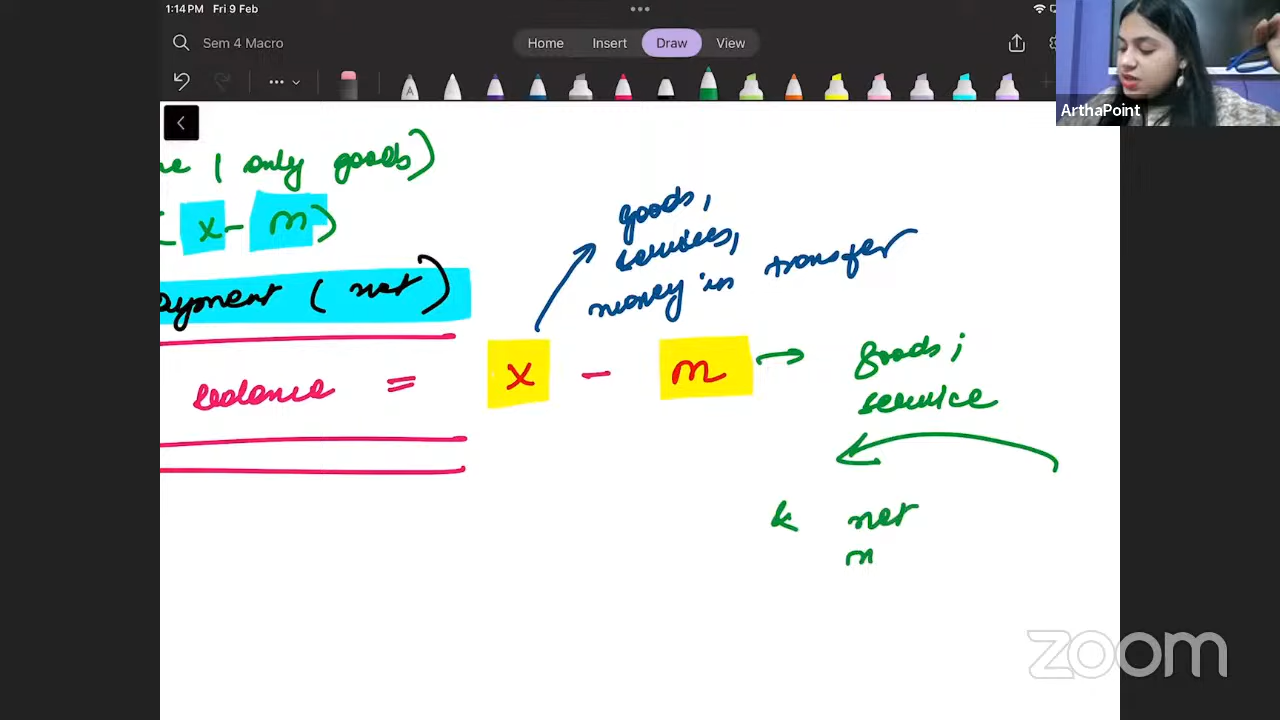 1:14 PM Fri 9 Feb
Sem 4 Macro
Home Insert Draw View
A
ArthaPoint
( only goods)
( x - m )
ayment ( net )
goods,
services,
money in transfer
balance = x - m
goods;
service
& net
m
zoom